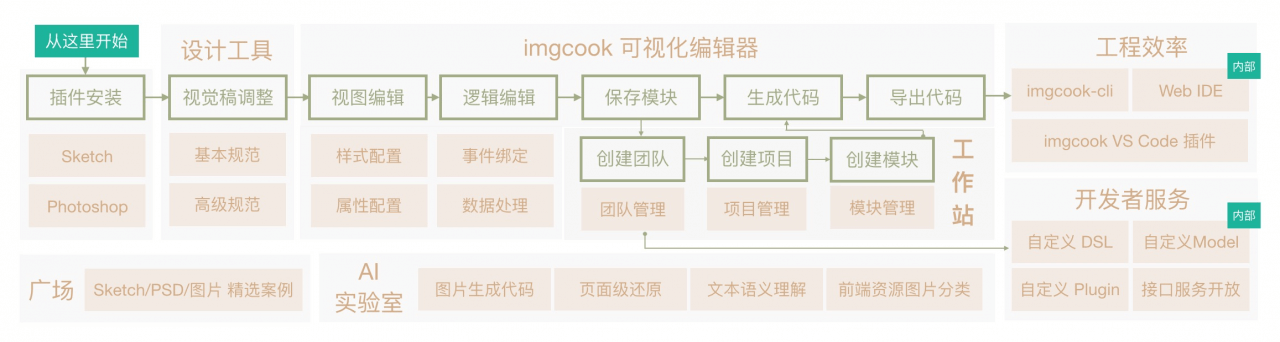 从这里开始
插件安装
Sketch
Photoshop
设计工具
视觉稿调整
基本规范
高级规范
imgcook 可视化编辑器
视图编辑
逻辑编辑
保存模块
生成代码
导出代码
样式配置
事件绑定
属性配置
数据处理
创建团队
创建项目
创建模块
团队管理
项目管理
模块管理
工
作
站
工程效率
内部
imgcook-cli
Web IDE
imgcook VS Code 插件
开发者服务
内部
自定义 DSL
自定义Model
自定义 Plugin
接口服务开放
广场
Sketch/PSD/图片 精选案例
AI
实验室
图片生成代码
页面级还原
文本语义理解
前端资源图片分类